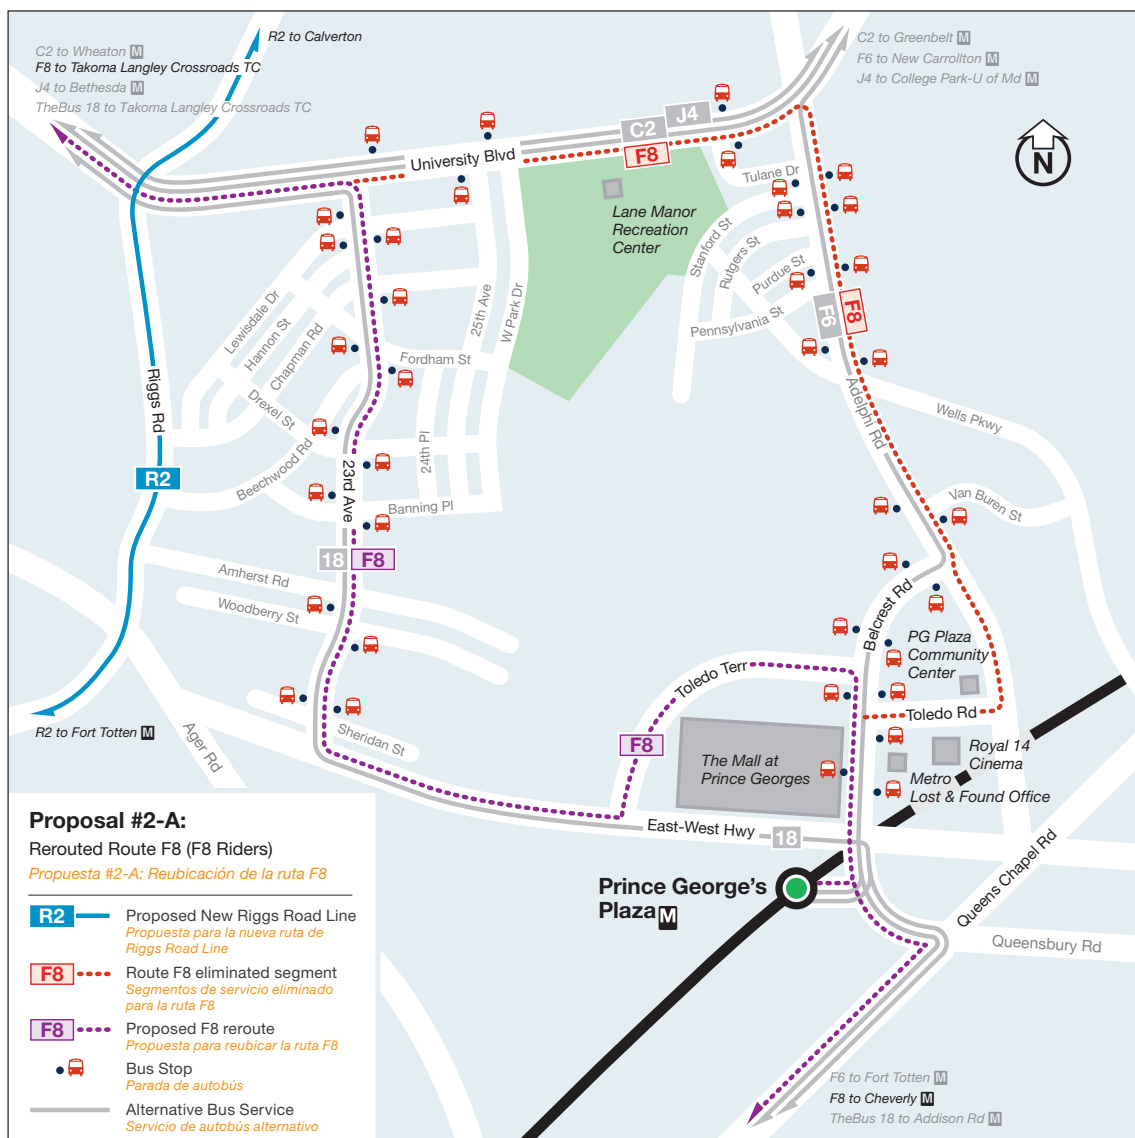 R2 to Calverton
C2 to Wheaton M
F8 to Takoma Langley Crossroads TC
J4 to Bethesda M
TheBus 18 to Takoma Langley Crossroads TC
C2 to Greenbelt M
F6 to New Carrollton M
J4 to College Park-U of Md M
N
C2
J4
F8
University Blvd
Tulane Dr
Lane Manor
Recreation
Center
Stanford St
Rutgers St
Purdue St
Pennsylvania St
F6
F8
Adelphi Rd
Wells Pkwy
Van Buren St
Lewisdale Dr
Hannon St
Chapman Rd
Drexel St
Beechwood Rd
25th Ave
W Park Dr
Fordham St
24th Pl
Banning Pl
Riggs Rd
R2
23rd Ave
18
F8
Amherst Rd
Woodberry St
Belcrest Rd
PG Plaza
Community
Center
Toledo Terr
Toledo Rd
R2 to Fort Totten M
Ager Rd
Sheridan St
F8
The Mall at
Prince Georges
Royal 14
Cinema
Metro
Lost & Found Office
East-West Hwy
18
Prince George's
Plaza M
Queens Chapel Rd
Queensbury Rd
F6 to Fort Totten M
F8 to Cheverly M
TheBus 18 to Addison Rd M
Proposal #2-A:
Rerouted Route F8 (F8 Riders)
Propuesta #2-A: Reubicación de la ruta F8
R2
Proposed New Riggs Road Line
Propuesta para la nueva ruta de
Riggs Road Line
F8
Route F8 eliminated segment
Segmentos de servicio eliminado
para la ruta F8
F8
Proposed F8 reroute
Propuesta para reubicar la ruta F8
Bus Stop
Parada de autobús
Alternative Bus Service
Servicio de autobús alternativo